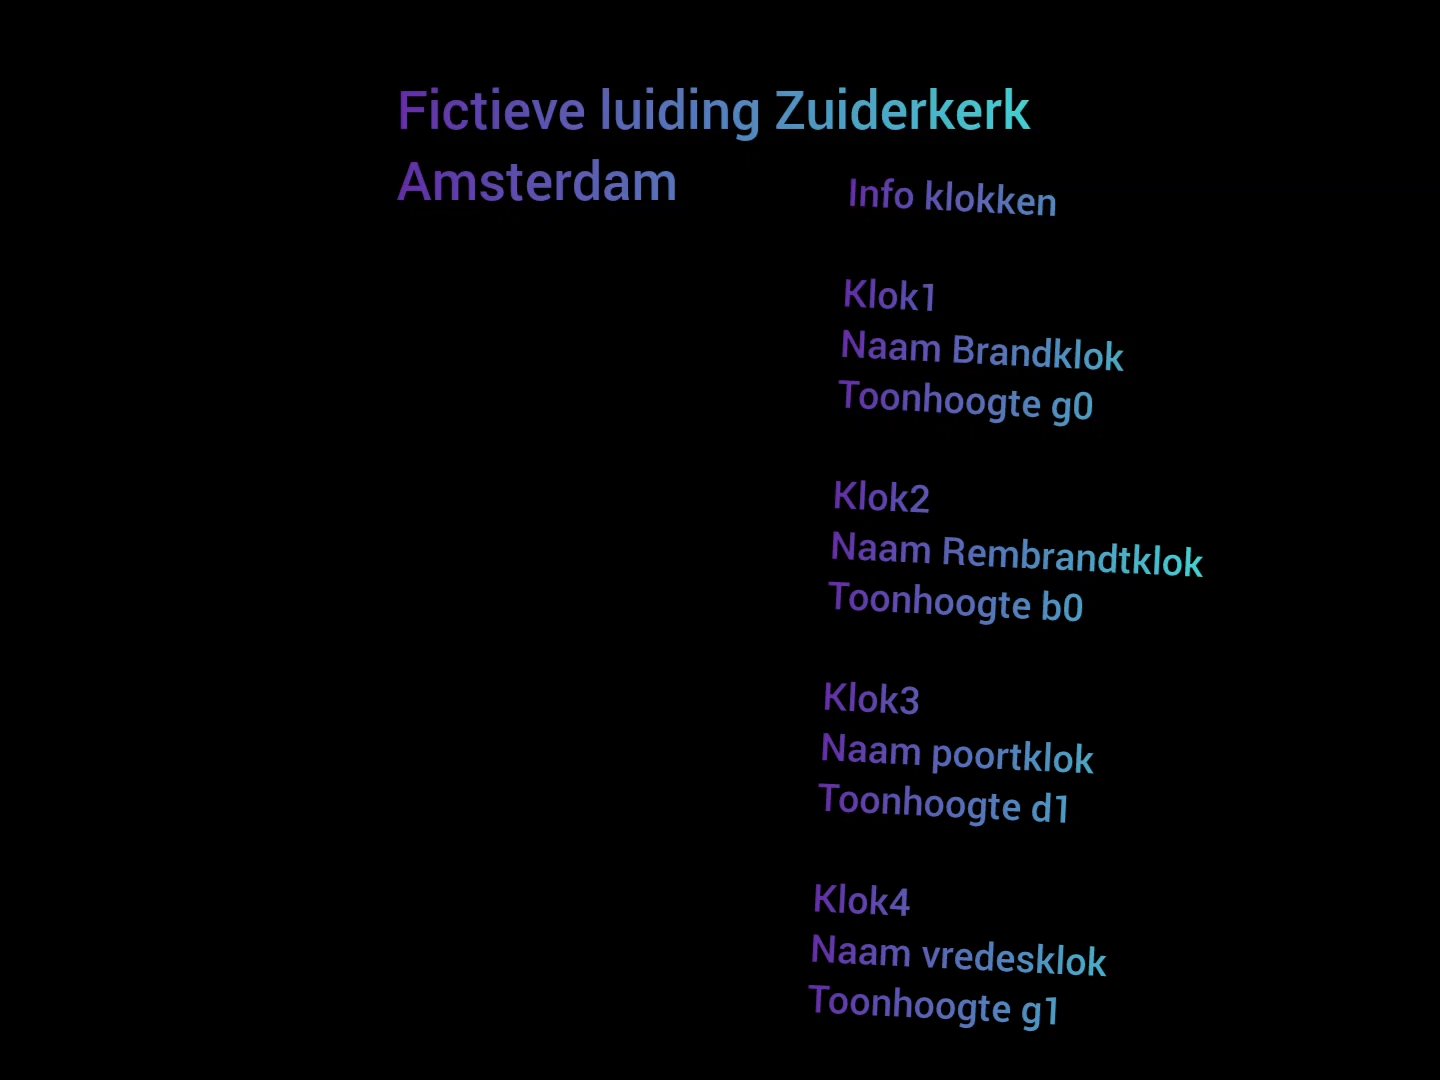 Fictieve luiding Zuiderkerk
Amsterdam
Info klokken
Klok1
Naam Brandklok
Toonhoogte g0
Klok2
Naam Rembrandtklok
Toonhoogte b0
Klok3
Naam poortklok
Toonhoogte d1
Klok4
Naam vredesklok
Toonhoogte g1